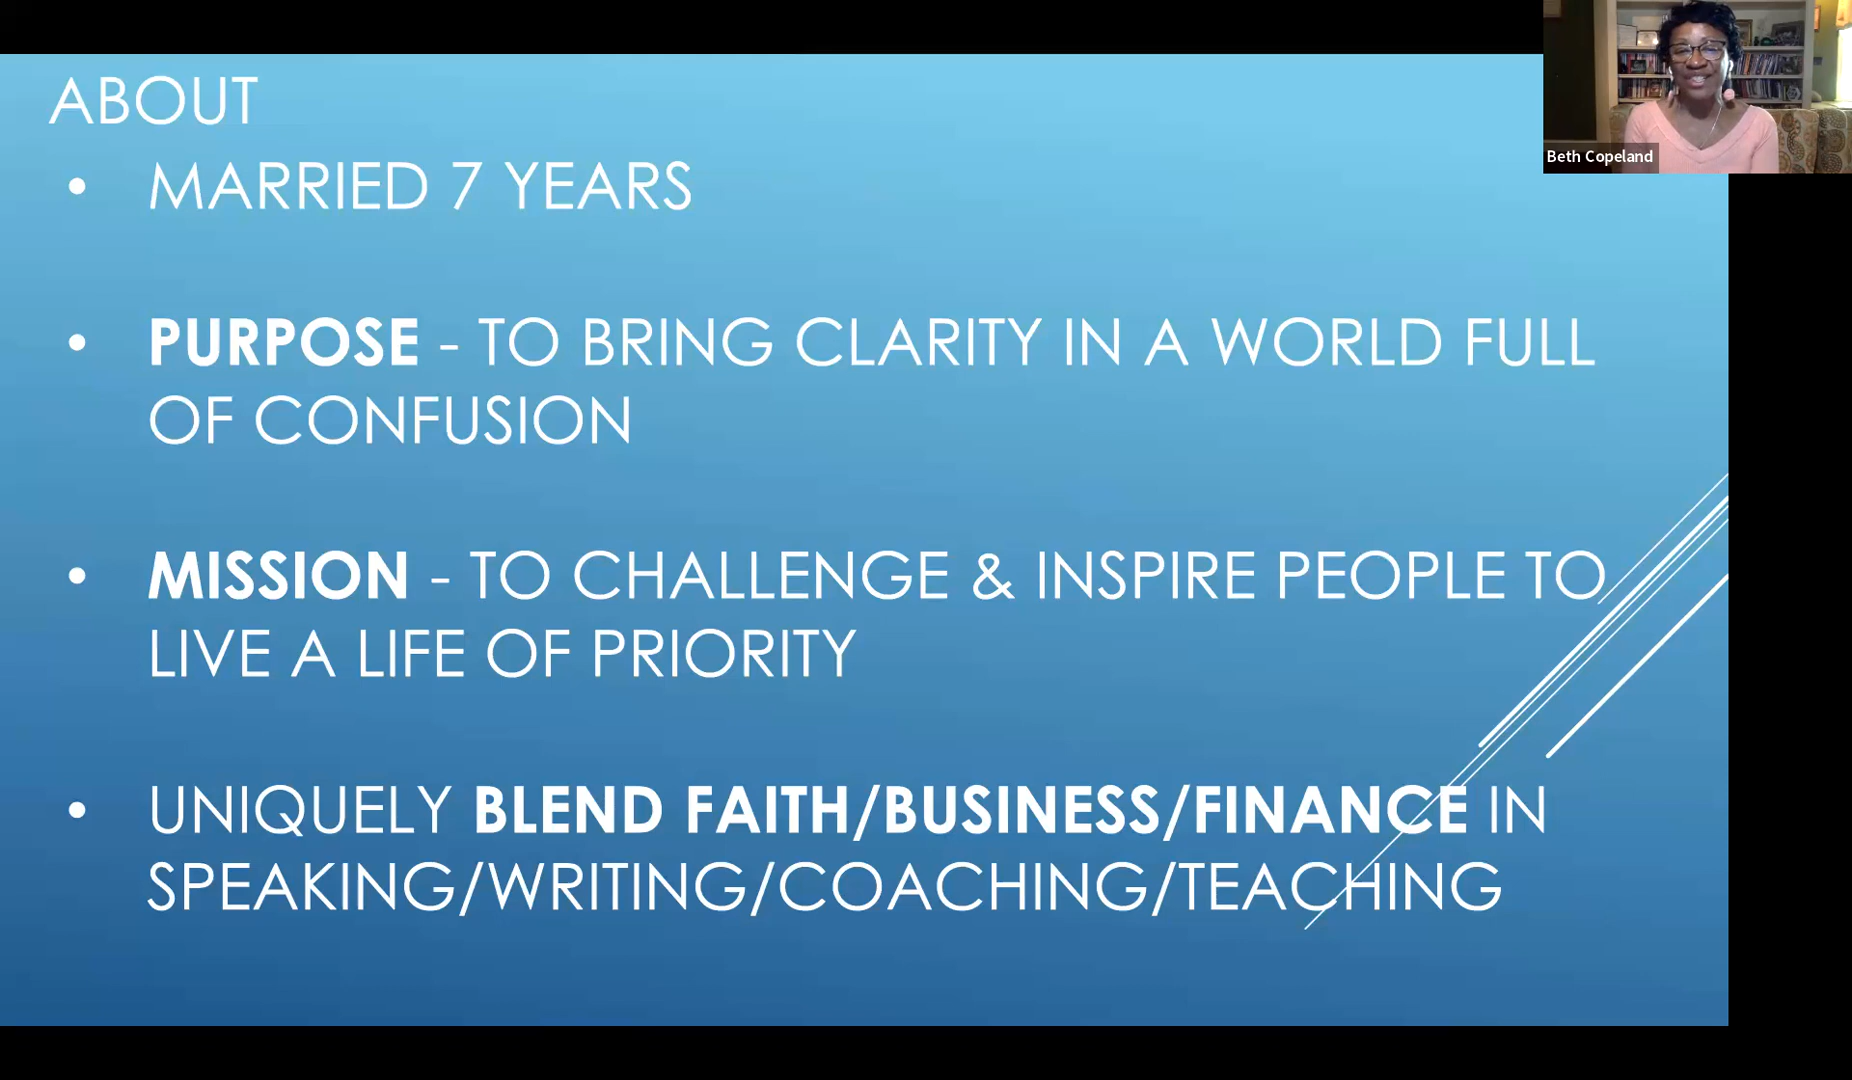 ABOUT
• MARRIED 7 YEARS
• PURPOSE - TO BRING CLARITY IN A WORLD FULL
OF CONFUSION
• MISSION - TO CHALLENGE & INSPIRE PEOPLE TO
LIVE A LIFE OF PRIORITY
• UNIQUELY BLEND FAITH/BUSINESS/FINANCE IN
SPEAKING/WRITING/COACHING/TEACHING
Beth Copeland